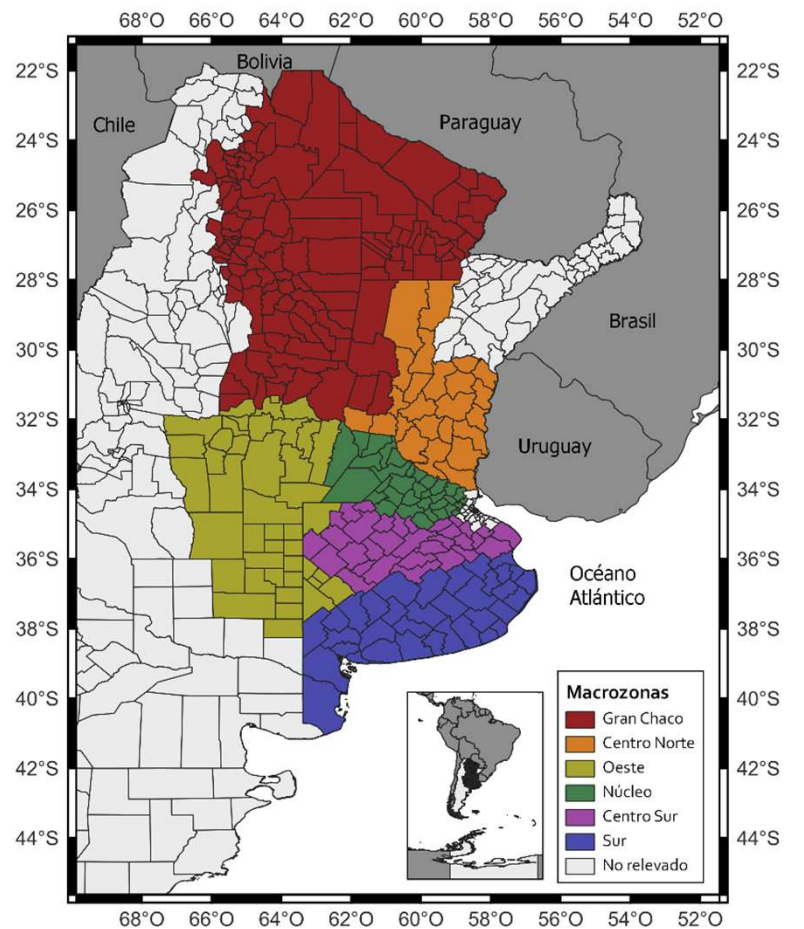 68°O 66°O 64°O 62°O 60°O 58°O 56°O 54°O 52°O
22°S 22°S
24°S 24°S
26°S 26°S
28°S 28°S
30°S 30°S
32°S 32°S
34°S 34°S
36°S 36°S
38°S 38°S
40°S 40°S
42°S 42°S
44°S 44°S
Bolivia
Chile
Paraguay
Brasil
Uruguay
Océano
Atlántico
Macrozonas
Gran Chaco
Centro Norte
Oeste
Núcleo
Centro Sur
Sur
No relevado
68°O 66°O 64°O 62°O 60°O 58°O 56°O 54°O 52°O